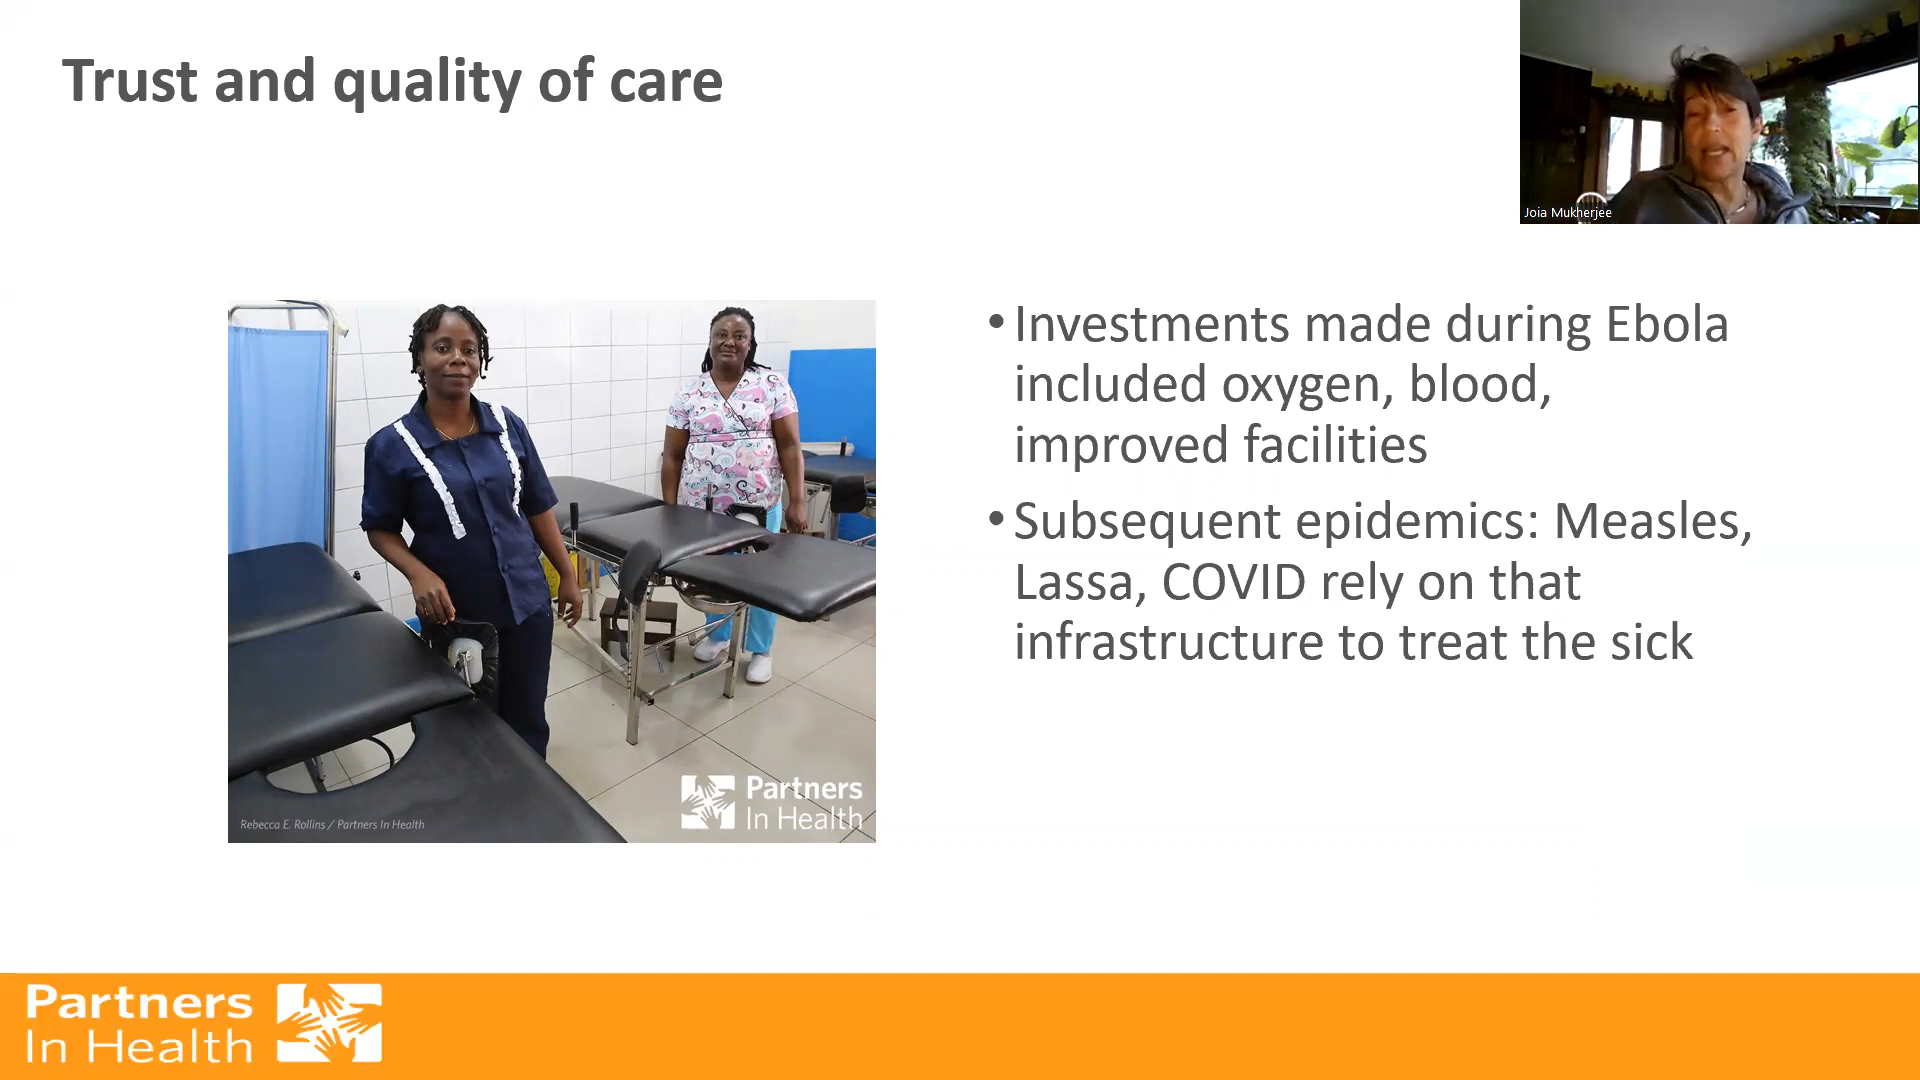 Trust and quality of care
Joia Mukherjee
•Investments made during Ebola
included oxygen, blood,
improved facilities
•Subsequent epidemics: Measles,
Lassa, COVID rely on that
infrastructure to treat the sick
Partners
In Health
Rebecca E. Rollins / Partners In Health
Partners
In Health